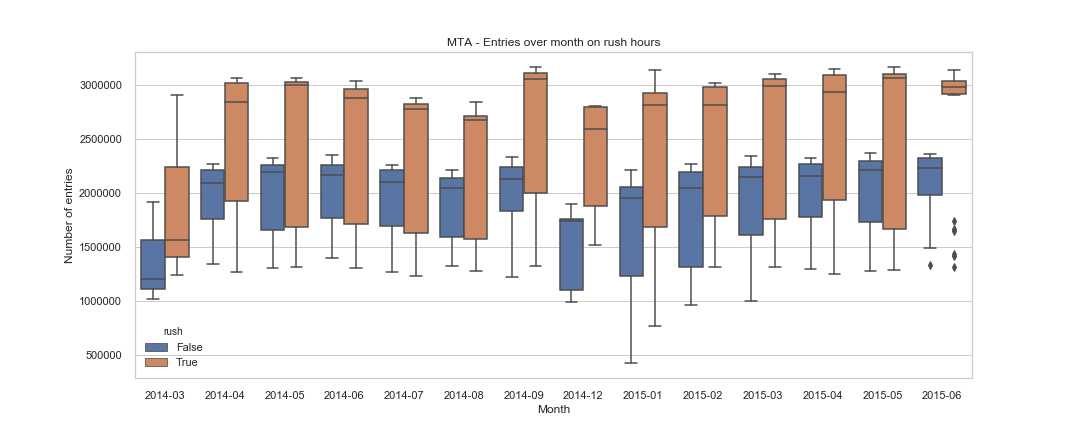 MTA - Entries over month on rush hours
Number of entries
3000000
2500000
2000000
1500000
1000000
500000
rush
False
True
2014-03 2014-04 2014-05 2014-06 2014-07 2014-08 2014-09 2014-12 2015-01 2015-02 2015-03 2015-04 2015-05 2015-06
Month